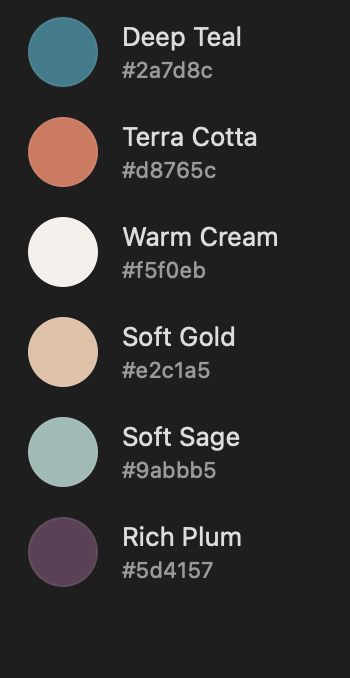 Deep Teal
#2a7d8c
Terra Cotta
#d8765c
Warm Cream
#f5f0eb
Soft Gold
#e2c1a5
Soft Sage
#9abbb5
Rich Plum
#5d4157